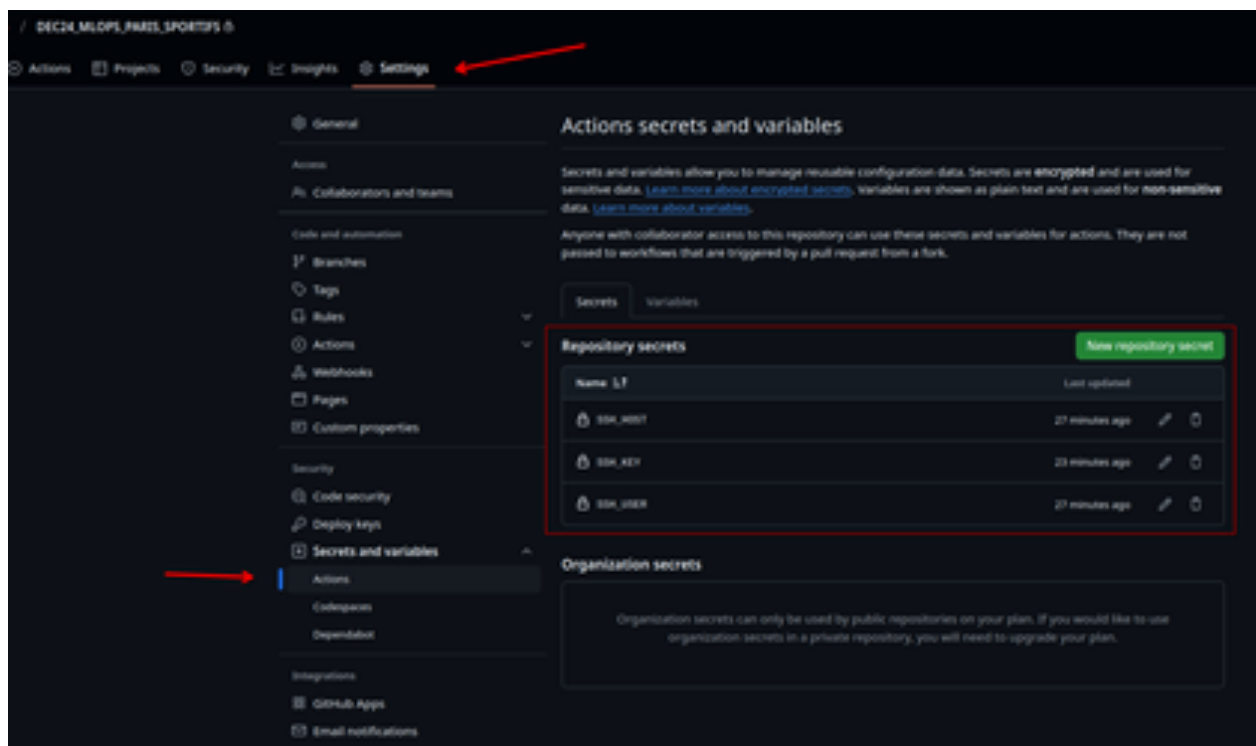 / DEC24_MLOPS_PARIS_SPORTIFS
Actions Projects Security Insights Settings
General
Access
Collaborators and teams
Code and automation
Branches
Tags
Rules
Actions
Webhooks
Pages
Custom properties
Security
Code security
Deploy keys
Secrets and variables
Actions
Codespaces
Dependabot
Integrations
GitHub Apps
Email notifications
Actions secrets and variables
Secrets and variables allow you to manage reusable configuration data. Secrets are encrypted and are used for
sensitive data. Learn more about encrypted secrets. Variables are shown as plain text and are used for non-sensitive
data. Learn more about variables.
Anyone with collaborator access to this repository can use these secrets and variables for actions. They are not
passed to workflows that are triggered by a pull request from a fork.
Secrets Variables
Repository secrets New repository secret
Name Last updated
SSH_HOST 27 minutes ago
SSH_KEY 23 minutes ago
SSH_USER 27 minutes ago
Organization secrets
Organization secrets can only be used by public repositories on your plan. If you would like to use
organization secrets in a private repository, you will need to upgrade your plan.